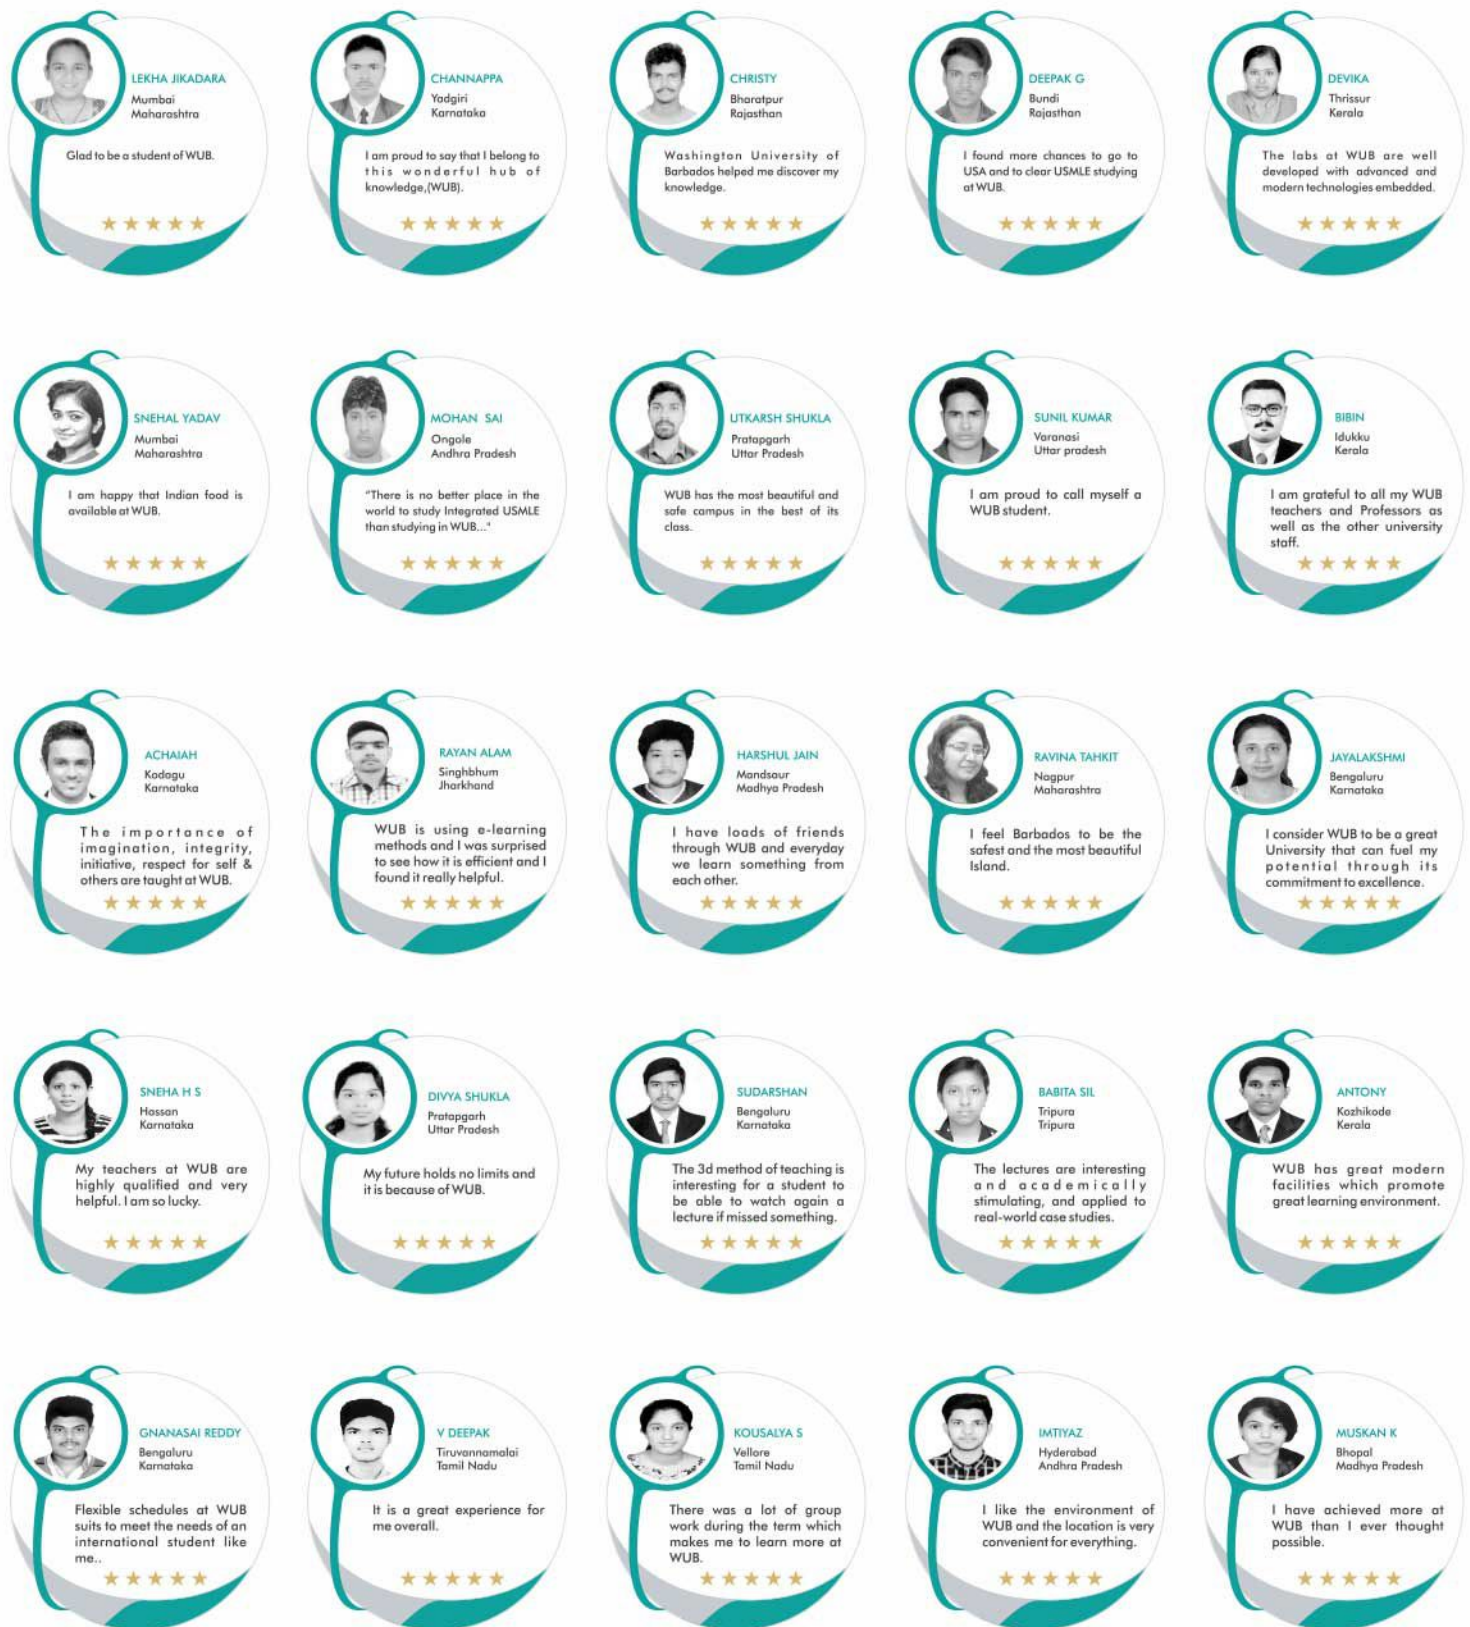 LEKHA JIKADARA
Mumbai
Maharashtra
Glad to be a student of WUB.
CHANNAPPA
Yadgiri
Karnataka
I am proud to say that I belong to
this wonderful hub of
knowledge,(WUB).
CHRISTY
Bharatpur
Rajasthan
Washington University of
Barbados helped me discover my
knowledge.
DEEPAK G
Bundi
Rajasthan
I found more chances to go to
USA and to clear USMLE studying
at WUB.
DEVIKA
Thrissur
Kerala
The labs at WUB are well
developed with advanced and
modern technologies embedded.
SNEHAL YADAV
Mumbai
Maharashtra
I am happy that Indian food is
available at WUB.
MOHAN SAI
Ongole
Andhra Pradesh
"There is no better place in the
world to study Integrated USMLE
than studying in WUB..."
UTKARSH SHUKLA
Pratapgarh
Uttar Pradesh
WUB has the most beautiful and
safe campus in the best of its
class.
SUNIL KUMAR
Varanasi
Uttar pradesh
I am proud to call myself a
WUB student.
BIBIN
Idukku
Kerala
I am grateful to all my WUB
teachers and Professors as
well as the other university
staff.
ACHAIAH
Kodagu
Karnataka
The importance of
imagination, integrity,
initiative, respect for self &
others are taught at WUB.
RAYAN ALAM
Singhbhum
Jharkhand
WUB is using e-learning
methods and I was surprised
to see how it is efficient and I
found it really helpful.
HARSHUL JAIN
Mandsaur
Madhya Pradesh
I have loads of friends
through WUB and everyday
we learn something from
each other.
RAVINA TAHKIT
Nagpur
Maharashtra
I feel Barbados to be the
safest and the most beautiful
Island.
JAYALAKSHMI
Bengaluru
Karnataka
I consider WUB to be a great
University that can fuel my
potential through its
commitment to excellence.
SNEHA H S
Hassan
Karnataka
My teachers at WUB are
highly qualified and very
helpful. I am so lucky.
DIVYA SHUKLA
Pratapgarh
Uttar Pradesh
My future holds no limits and
it is because of WUB.
SUDARSHAN
Bengaluru
Karnataka
The 3d method of teaching is
interesting for a student to
be able to watch again a
lecture if missed something.
BABITA SIL
Tripura
Tripura
The lectures are interesting
and academically
stimulating, and applied to
real-world case studies.
ANTONY
Kozhikode
Kerala
WUB has great modern
facilities which promote
great learning environment.
GNANASAI REDDY
Bengaluru
Karnataka
Flexible schedules at WUB
suits to meet the needs of an
international student like
me..
V DEEPAK
Tiruvannamalai
Tamil Nadu
It is a great experience for
me overall.
KOUSALYA S
Vellore
Tamil Nadu
There was a lot of group
work during the term which
makes me to learn more at
WUB.
IMTIYAZ
Hyderabad
Andhra Pradesh
I like the environment of
WUB and the location is very
convenient for everything.
MUSKAN K
Bhopal
Madhya Pradesh
I have achieved more at
WUB than I ever thought
possible.